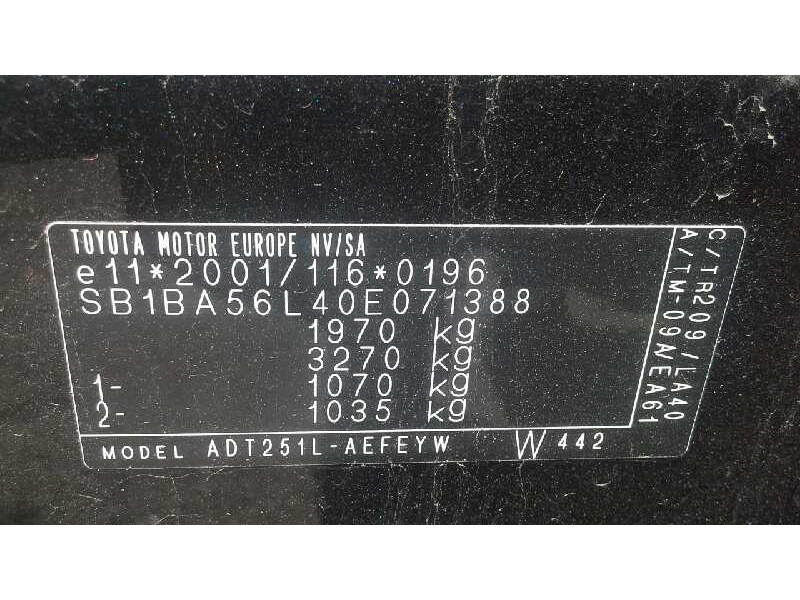 TOYOTA MOTOR EUROPE NV/SA
e11*2001/116*0196
SB1BA56L40E071388
1970 kg
3270 kg
1- 1070 kg
2- 1035 kg
MODEL ADT251L-AEFEYW W 442
C/TR209/LA40
A/TM-09A/EA61